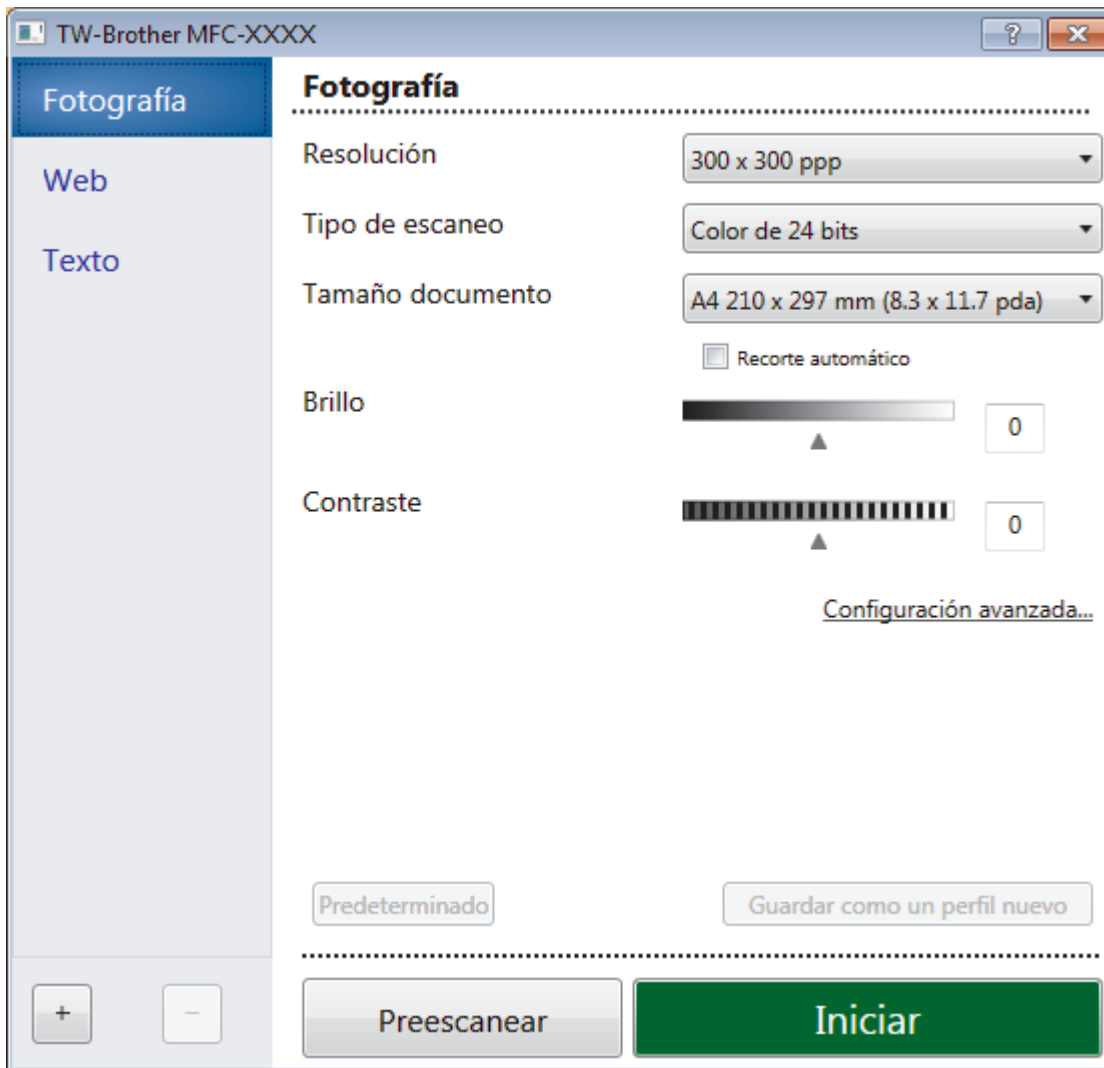 TW-Brother MFC-XXXX
Fotografía
Web
Texto
+
−
Fotografía
Resolución
300 x 300 ppp
Tipo de escaneo
Color de 24 bits
Tamaño documento
A4 210 x 297 mm (8.3 x 11.7 pda)
Recorte automático
Brillo
0
Contraste
0
Configuración avanzada...
Predeterminado
Guardar como un perfil nuevo
Preescanear
Iniciar